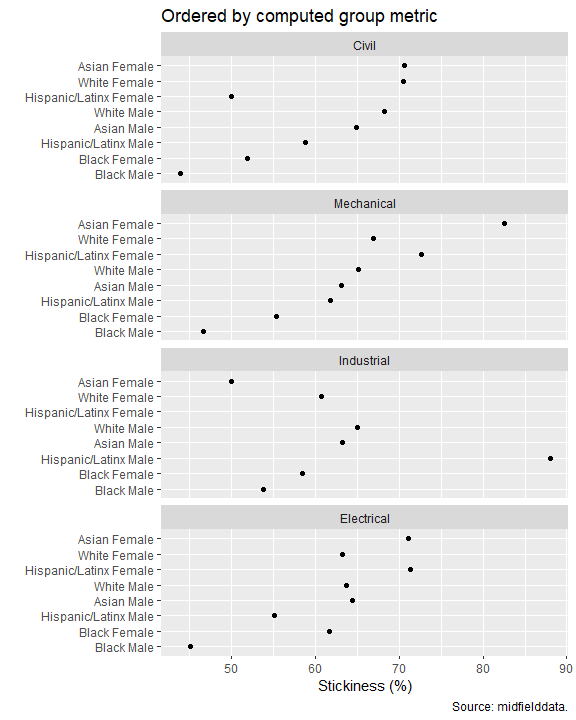 Ordered by computed group metric
Civil
Asian Female
White Female
Hispanic/Latinx Female
White Male
Asian Male
Hispanic/Latinx Male
Black Female
Black Male
Mechanical
Asian Female
White Female
Hispanic/Latinx Female
White Male
Asian Male
Hispanic/Latinx Male
Black Female
Black Male
Industrial
Asian Female
White Female
Hispanic/Latinx Female
White Male
Asian Male
Hispanic/Latinx Male
Black Female
Black Male
Electrical
Asian Female
White Female
Hispanic/Latinx Female
White Male
Asian Male
Hispanic/Latinx Male
Black Female
Black Male
50 60 70 80 90
Stickiness (%)
Source: midfielddata.